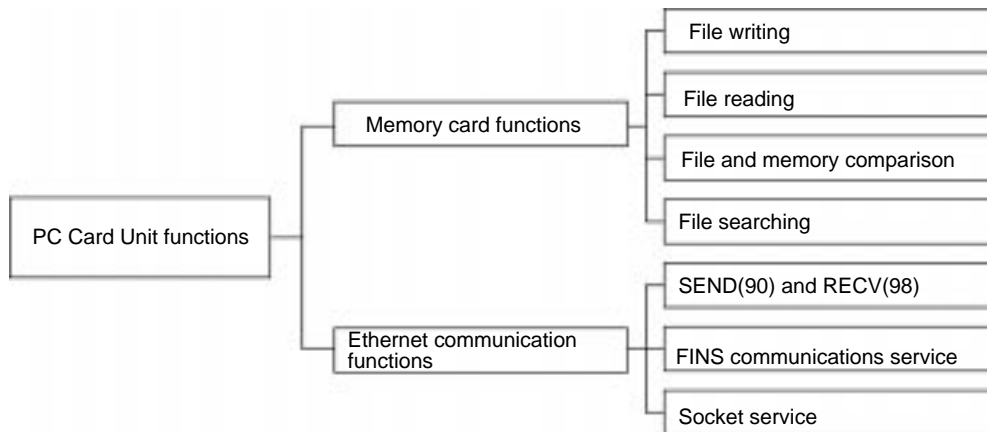 PC Card Unit functions
Memory card functions
File writing
File reading
File and memory comparison
File searching
Ethernet communication
functions
SEND(90) and RECV(98)
FINS communications service
Socket service